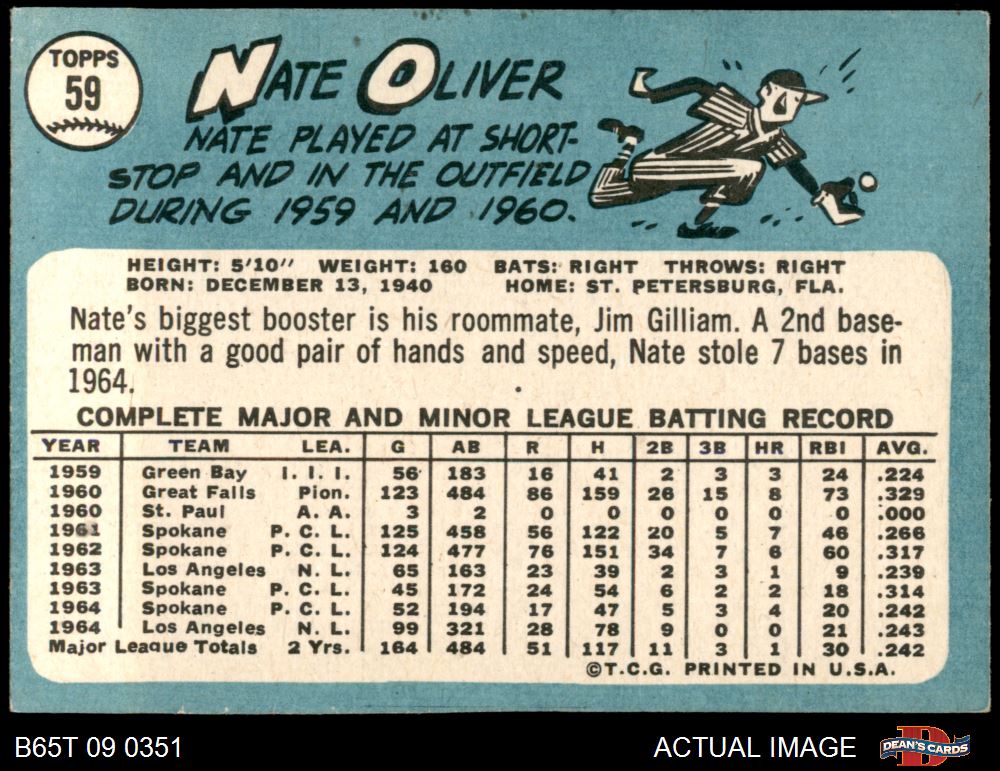 TOPPS
59
NATE OLIVER
NATE PLAYED AT SHORT-
STOP AND IN THE OUTFIELD
DURING 1959 AND 1960.
HEIGHT: 5'10" WEIGHT: 160 BATS: RIGHT THROWS: RIGHT
BORN: DECEMBER 13, 1940 HOME: ST. PETERSBURG, FLA.
Nate's biggest booster is his roommate, Jim Gilliam. A 2nd base-
man with a good pair of hands and speed, Nate stole 7 bases in
1964.
COMPLETE MAJOR AND MINOR LEAGUE BATTING RECORD
YEAR TEAM LEA. G AB R H 2B 3B HR RBI AVG.
1959 Green Bay I. I. I. 56 183 16 41 2 3 3 24 .224
1960 Great Falls Pion. 123 484 86 159 26 15 8 73 .329
1960 St. Paul A. A. 3 2 0 0 0 0 0 0 .000
1961 Spokane P. C. L. 125 458 56 122 20 5 7 46 .266
1962 Spokane P. C. L. 124 477 76 151 34 7 6 60 .317
1963 Los Angeles N. L. 65 163 23 39 2 3 1 9 .239
1963 Spokane P. C. L. 45 172 24 54 6 2 2 18 .314
1964 Spokane P. C. L. 52 194 17 47 5 3 4 20 .242
1964 Los Angeles N. L. 99 321 28 78 9 0 0 21 .243
Major League Totals 2 Yrs. 164 484 51 117 11 3 1 30 .242
©T.C.G. PRINTED IN U.S.A.
B65T 09 0351 ACTUAL IMAGE DEAN'S CARDS